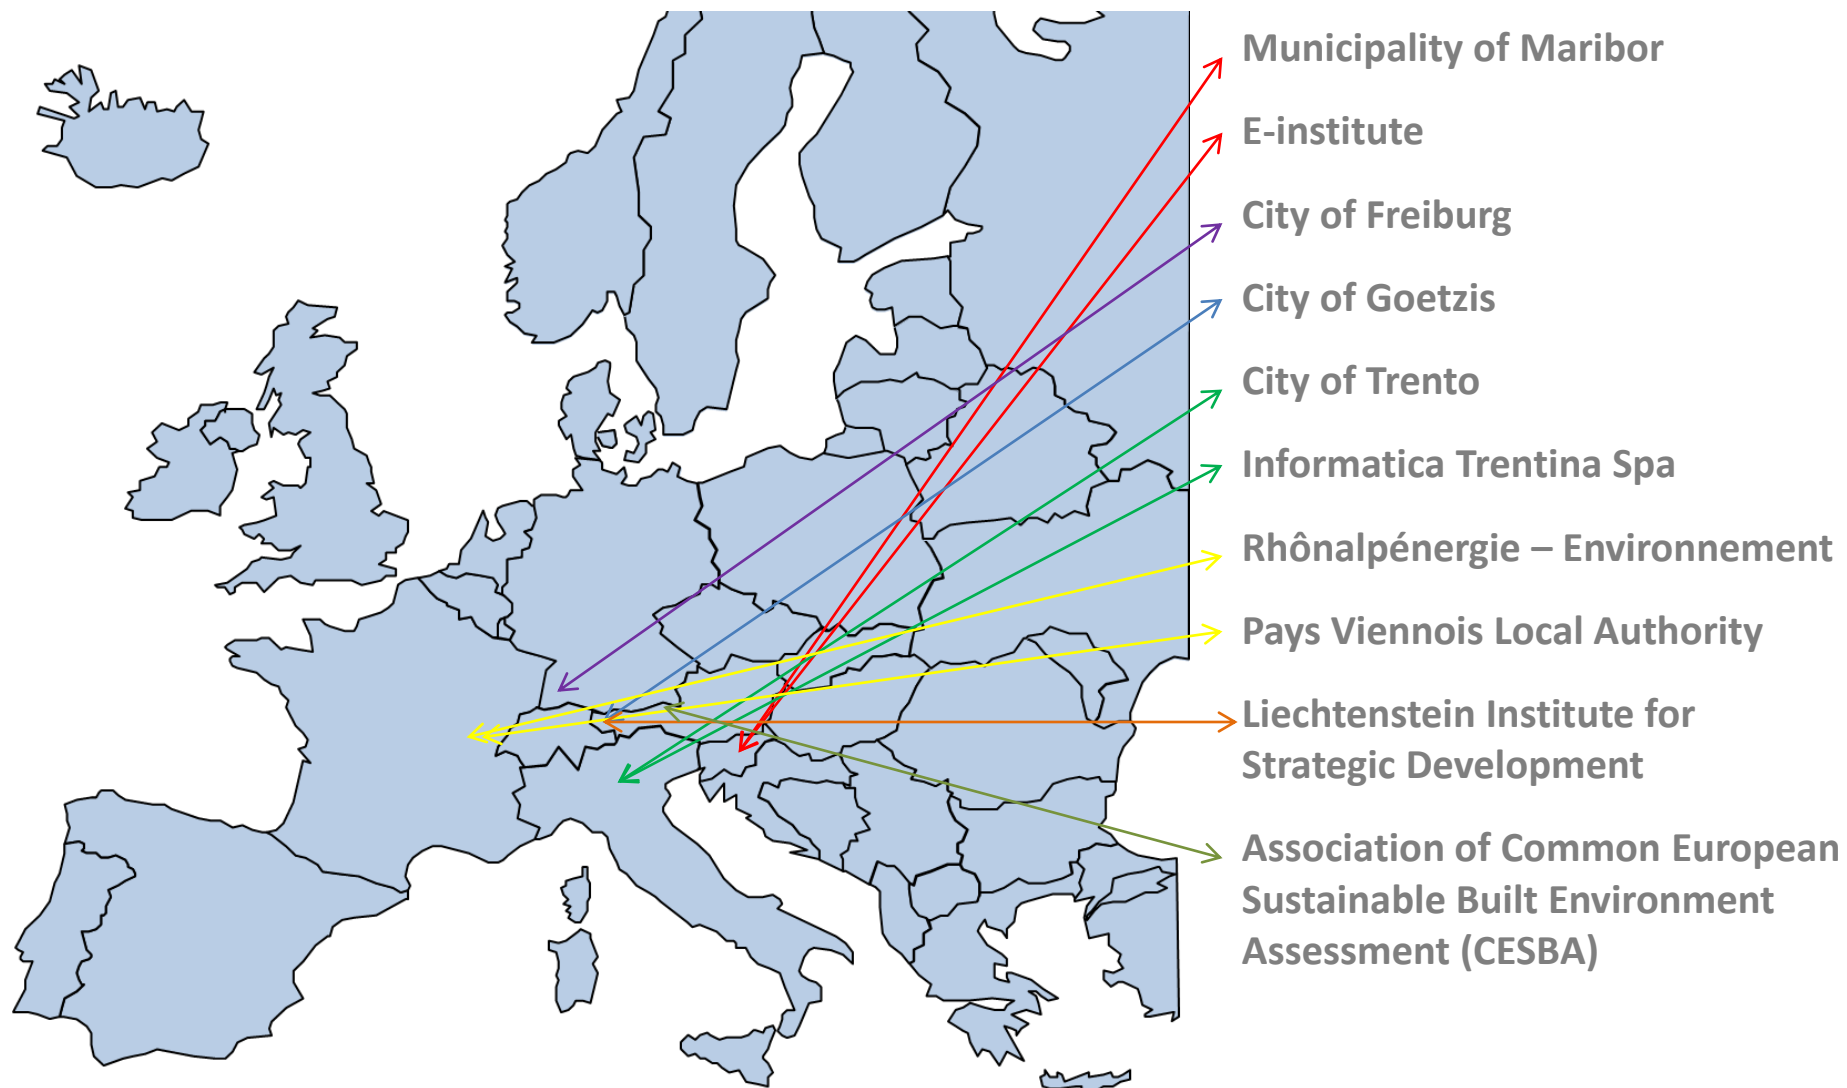 Municipality of Maribor
E-institute
City of Freiburg
City of Goetzis
City of Trento
Informatica Trentina Spa
Rhônalpénergie – Environnement
Pays Viennois Local Authority
Liechtenstein Institute for
Strategic Development
Association of Common European
Sustainable Built Environment
Assessment (CESBA)